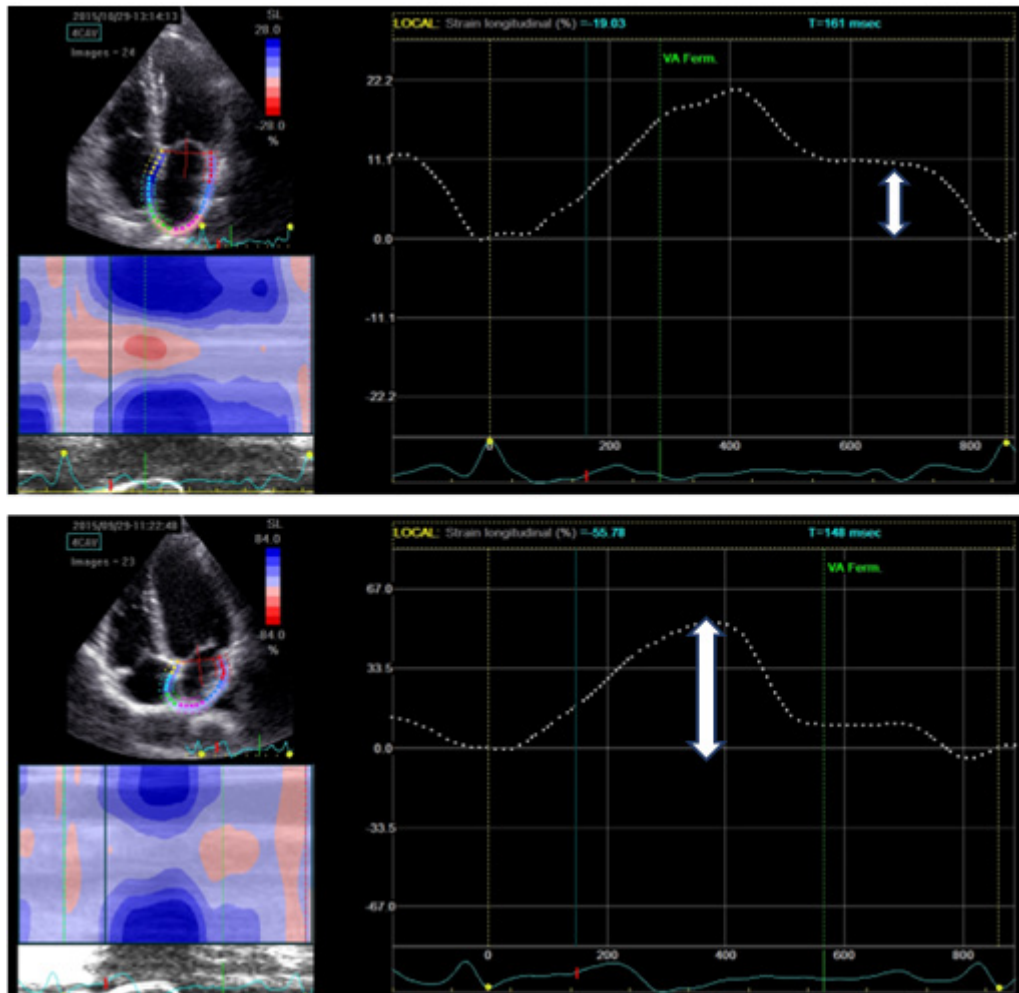 2015/10/29-13:14:13
SL
4CAV
28.0
Images = 24
-28.0
%
LOCAL: Strain longitudinal (%) =-19.03 T=161 msec
VA Ferm.
22.2
11.1
0.0
-11.1
-22.2
0 200 400 600 800
2015/09/29-11:22:48
SL
4CAV
84.0
Images = 23
-84.0
%
LOCAL: Strain longitudinal (%) =-55.78 T=148 msec
VA Ferm.
67.0
33.5
0.0
-33.5
-67.0
0 200 400 600 800